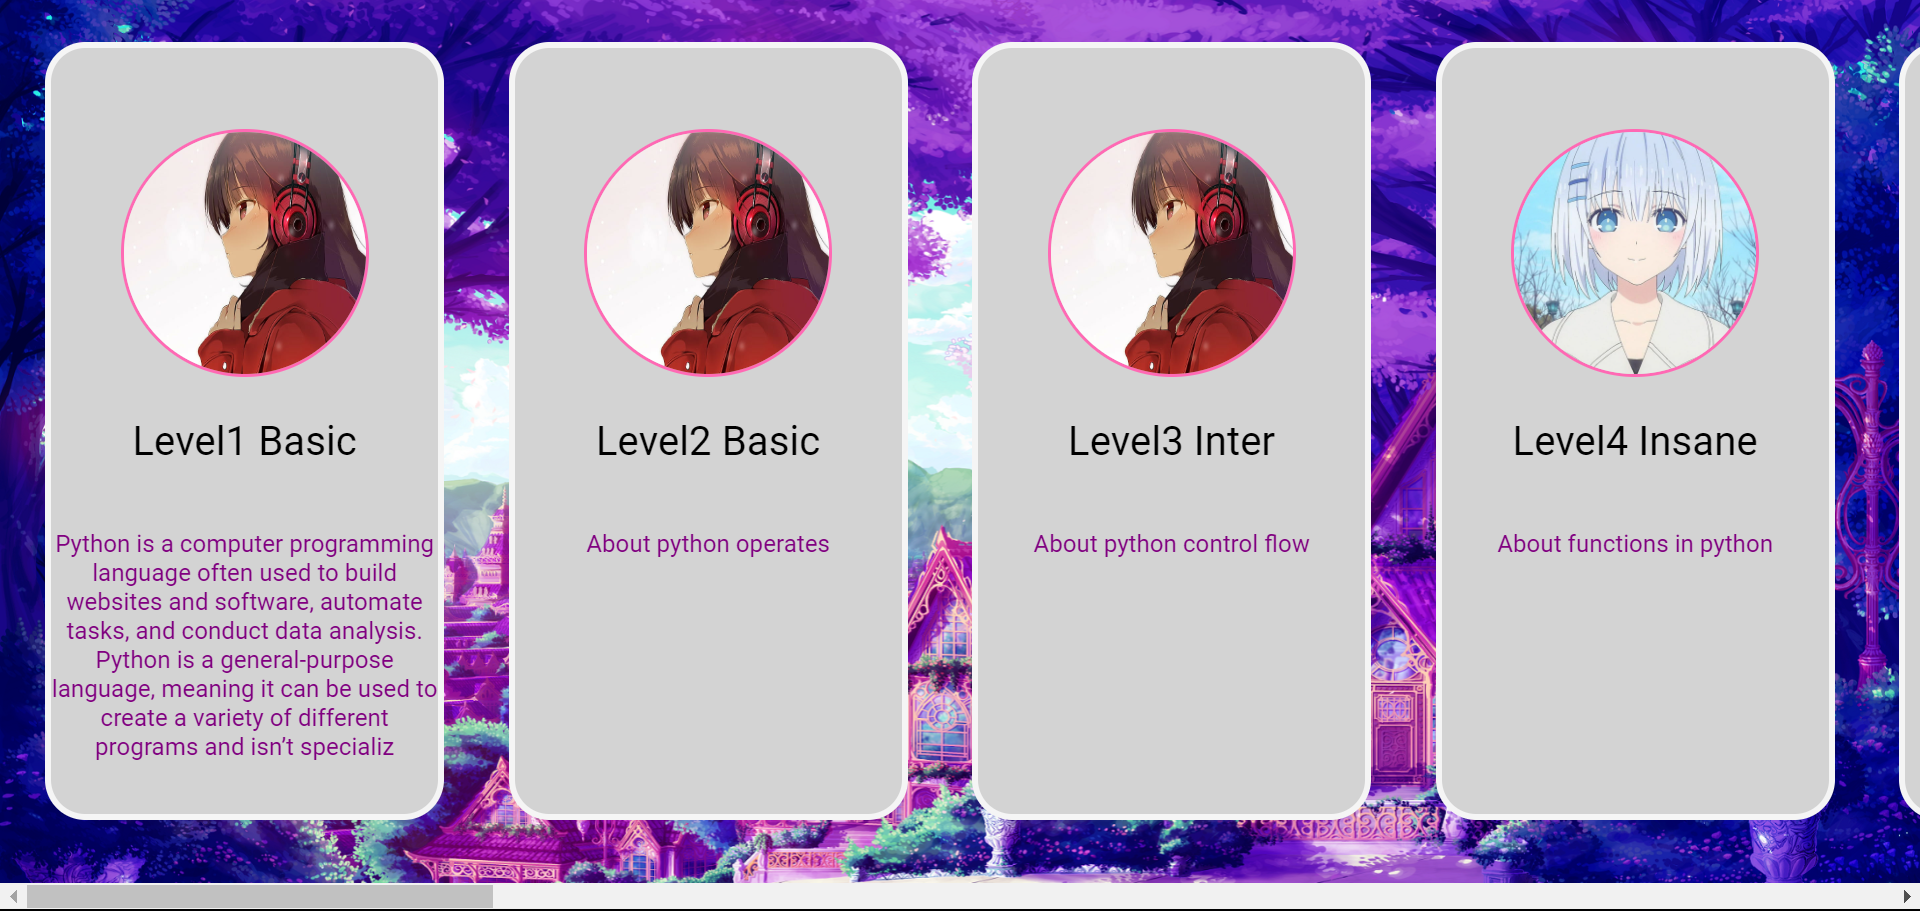 Level1 Basic
Python is a computer programming
language often used to build
websites and software, automate
tasks, and conduct data analysis.
Python is a general-purpose
language, meaning it can be used to
create a variety of different
programs and isn’t specializ
Level2 Basic
About python operates
Level3 Inter
About python control flow
Level4 Insane
About functions in python